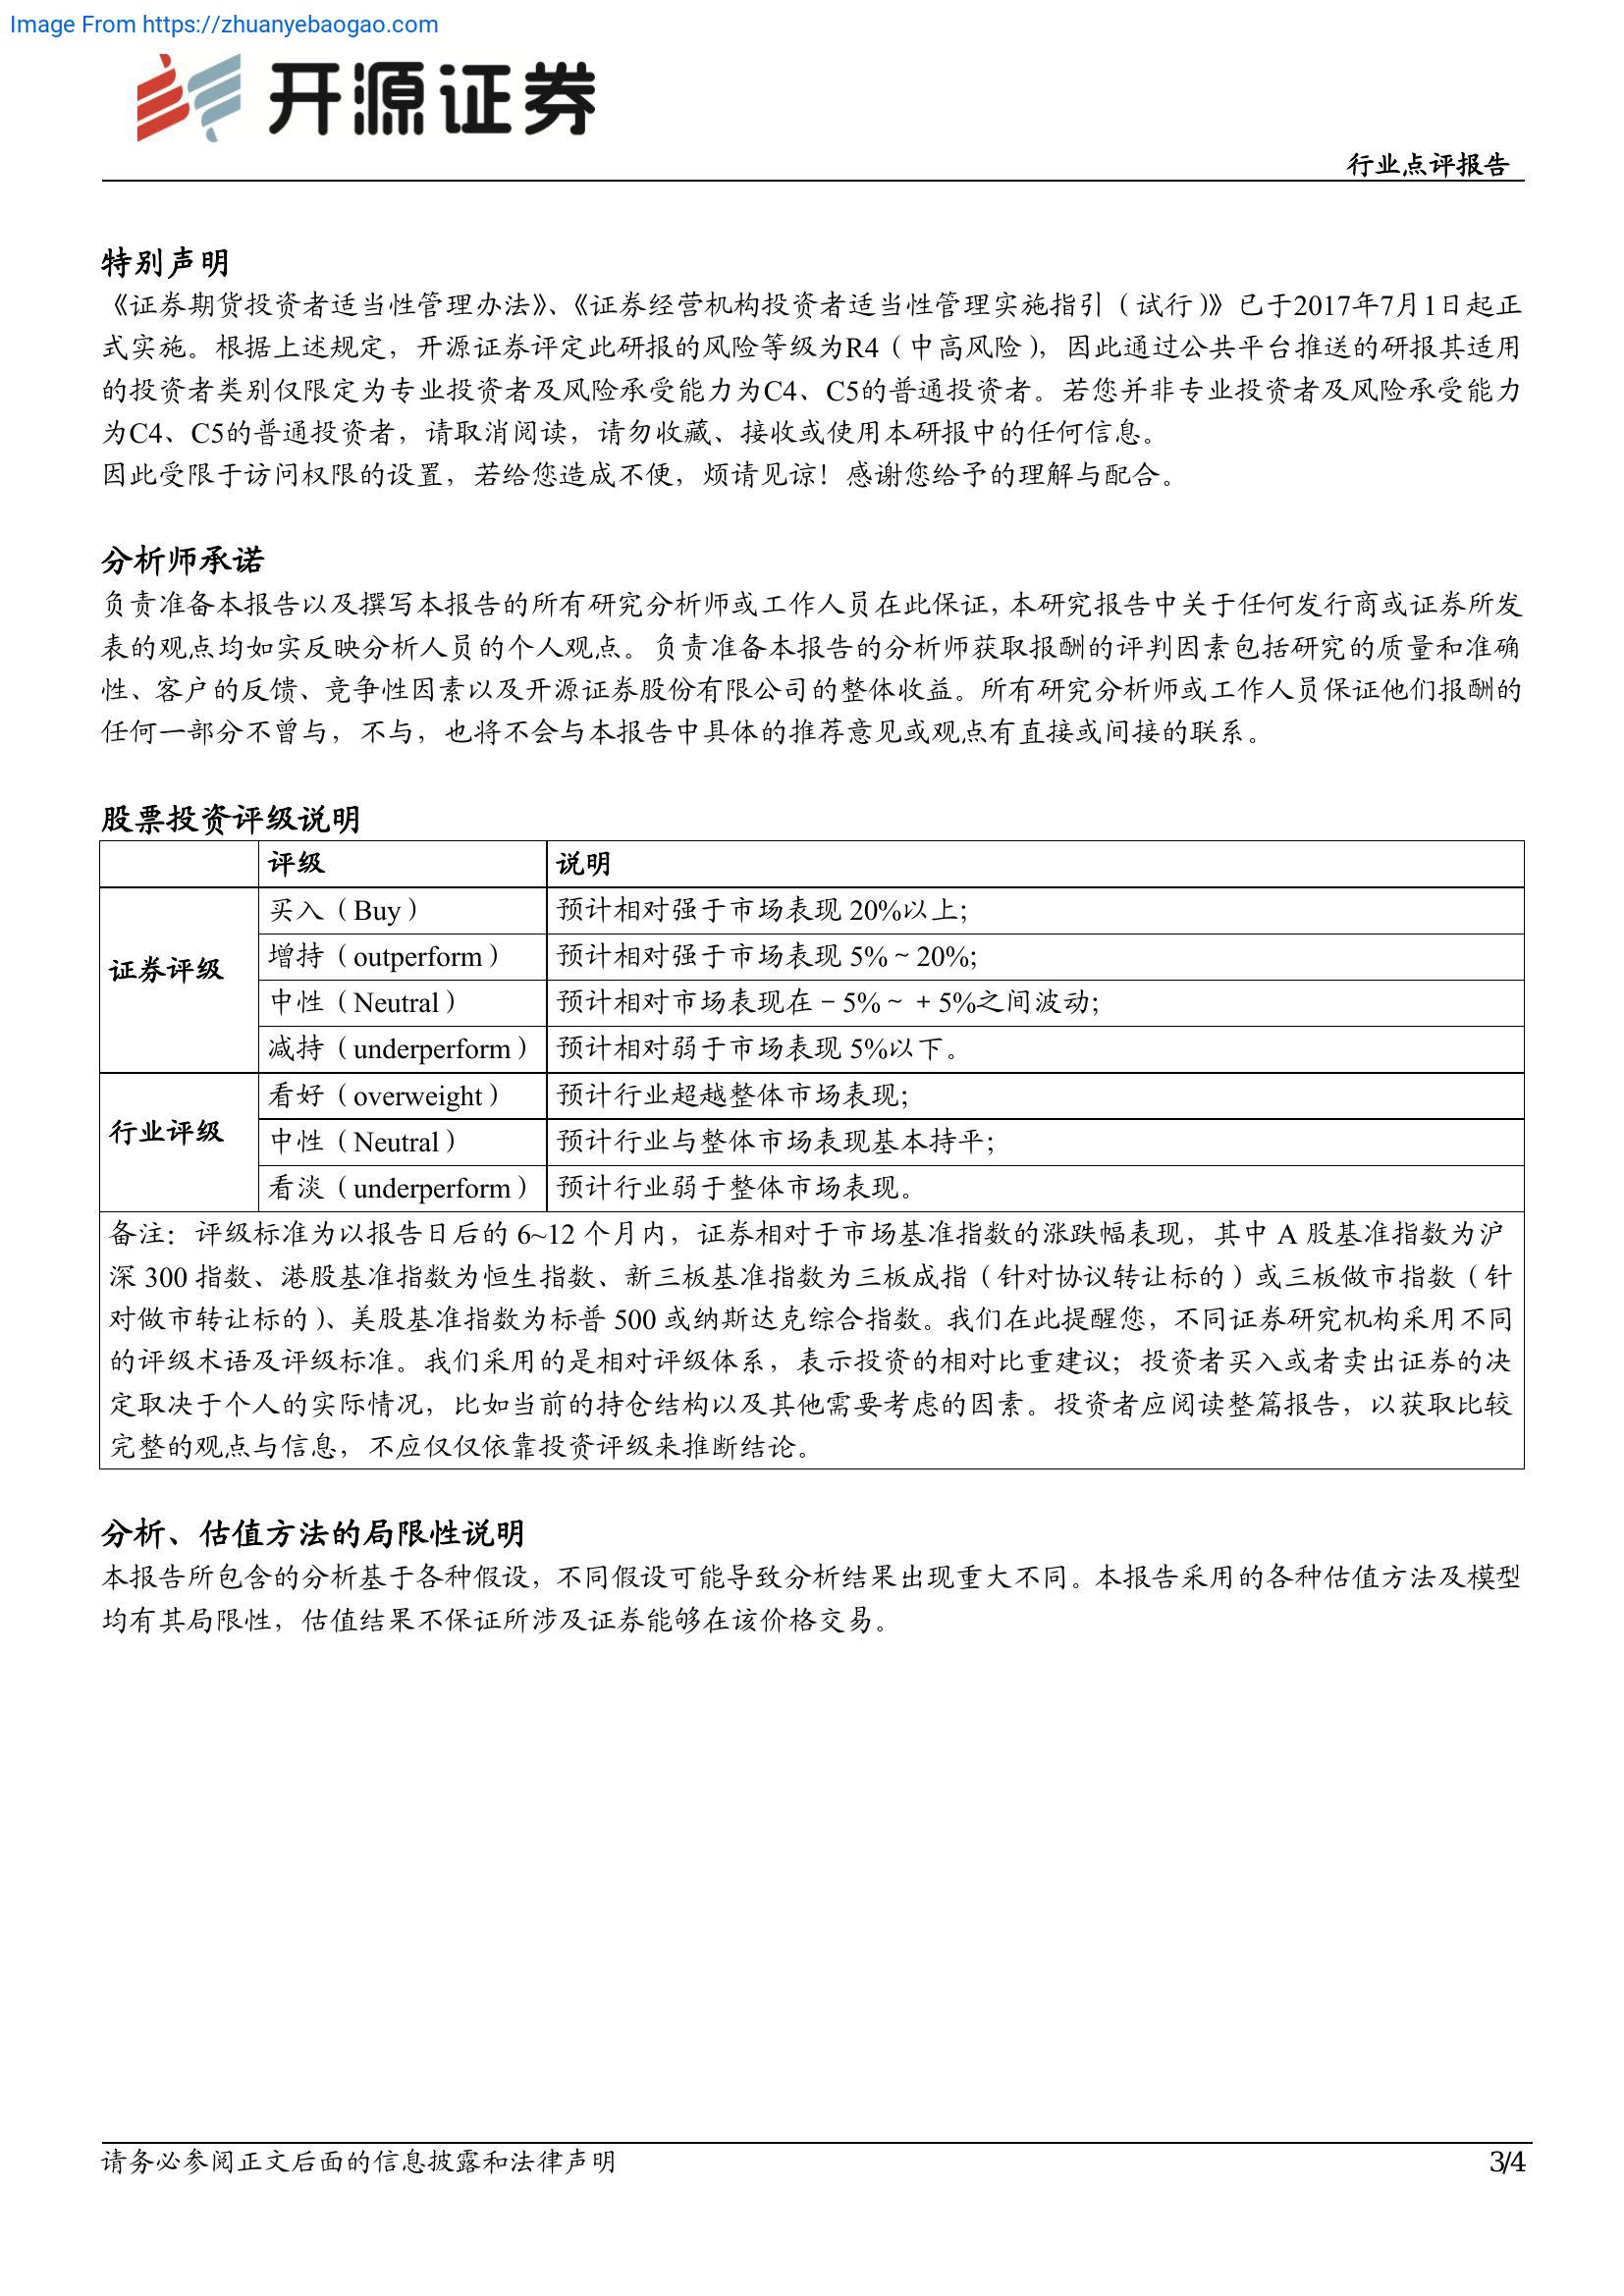 Image From https://zhuanyebaogao.com
开源证券
行业点评报告
特别声明
《证券期货投资者适当性管理办法》、《证券经营机构投资者适当性管理实施指引（试行）》已于2017年7月1日起正
式实施。根据上述规定，开源证券评定此研报的风险等级为R4（中高风险），因此通过公共平台推送的研报其适用
的投资者类别仅限定为专业投资者及风险承受能力为C4、C5的普通投资者。若您并非专业投资者及风险承受能力
为C4、C5的普通投资者，请取消阅读，请勿收藏、接收或使用本研报中的任何信息。
因此受限于访问权限的设置，若给您造成不便，烦请见谅！感谢您给予的理解与配合。
分析师承诺
负责准备本报告以及撰写本报告的所有研究分析师或工作人员在此保证，本研究报告中关于任何发行商或证券所发
表的观点均如实反映分析人员的个人观点。负责准备本报告的分析师获取报酬的评判因素包括研究的质量和准确
性、客户的反馈、竞争性因素以及开源证券股份有限公司的整体收益。所有研究分析师或工作人员保证他们报酬的
任何一部分不曾与，不与，也将不会与本报告中具体的推荐意见或观点有直接或间接的联系。
股票投资评级说明
评级 说明
证券评级
买入（Buy） 预计相对强于市场表现 20%以上；
增持（outperform） 预计相对强于市场表现 5%～20%；
中性（Neutral） 预计相对市场表现在－5%～＋5%之间波动；
减持（underperform） 预计相对弱于市场表现 5%以下。
行业评级
看好（overweight） 预计行业超越整体市场表现；
中性（Neutral） 预计行业与整体市场表现基本持平；
看淡（underperform） 预计行业弱于整体市场表现。
备注：评级标准为以报告日后的 6~12 个月内，证券相对于市场基准指数的涨跌幅表现，其中 A 股基准指数为沪
深 300 指数、港股基准指数为恒生指数、新三板基准指数为三板成指（针对协议转让标的）或三板做市指数（针
对做市转让标的）、美股基准指数为标普 500 或纳斯达克综合指数。我们在此提醒您，不同证券研究机构采用不同
的评级术语及评级标准。我们采用的是相对评级体系，表示投资的相对比重建议；投资者买入或者卖出证券的决
定取决于个人的实际情况，比如当前的持仓结构以及其他需要考虑的因素。投资者应阅读整篇报告，以获取比较
完整的观点与信息，不应仅仅依靠投资评级来推断结论。
分析、估值方法的局限性说明
本报告所包含的分析基于各种假设，不同假设可能导致分析结果出现重大不同。本报告采用的各种估值方法及模型
均有其局限性，估值结果不保证所涉及证券能够在该价格交易。
请务必参阅正文后面的信息披露和法律声明 3/4